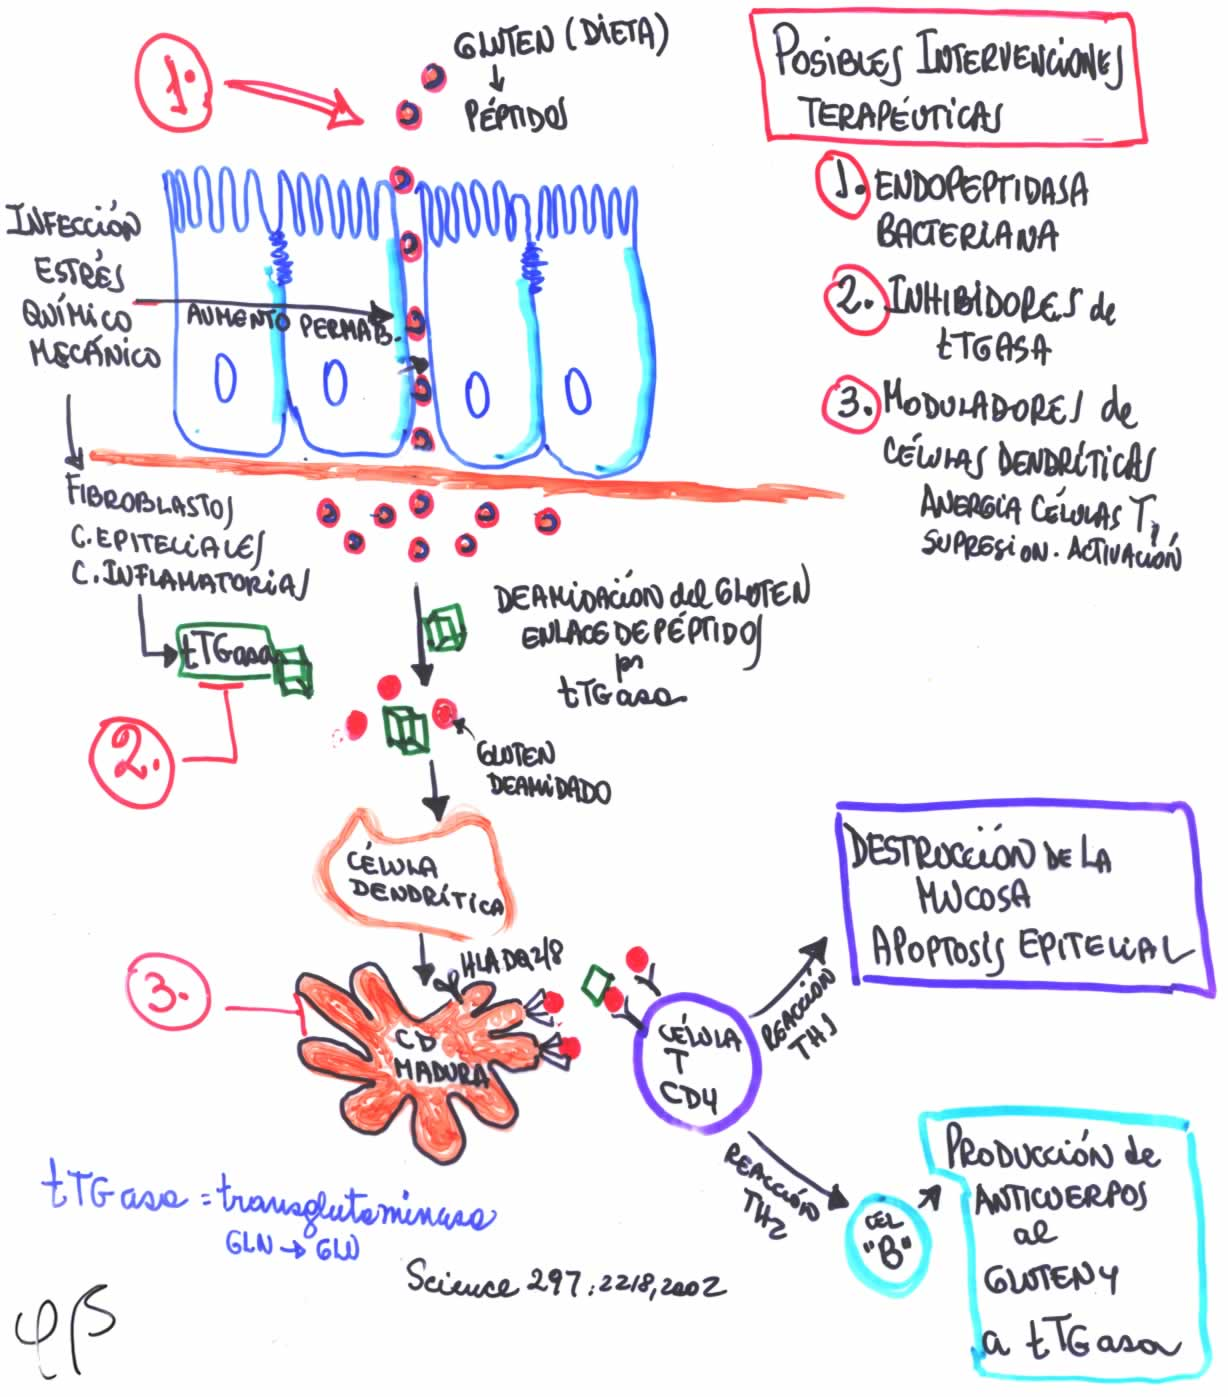 1.
GLUTEN (DIETA)
↓
PÉPTIDOS
POSIBLES INTERVENCIONES
TERAPÉUTICAS
1. ENDOPEPTIDASA
BACTERIANA
2. INHIBIDORES de
tTGASA
3. MODULADORES de
CÉLULAS DENDRÍTICAS
ANERGIA CÉLULAS T,
SUPRESION. ACTIVACIÓN
INFECCIÓN
ESTRÉS
QUÍMICO
MECÁNICO
AUMENTO PERMAB.
FIBROBLASTOS
C. EPITELIALES
C. INFLAMATORIAS
tTGasa
2.
DEAMIDACIÓN del GLUTEN
ENLACE DE PÉPTIDOS
por
tTGasa
GLUTEN
DEAMIDADO
CÉLULA
DENDRÍTICA
HLA DQ2/8
3.
CD
MADURA
CÉLULA
T
CD4
REACCIÓN
TH1
DESTRUCCIÓN DE LA
MUCOSA
APOPTOSIS EPITELIAL
REACCIÓN
TH2
CEL
"B"
PRODUCCIÓN de
ANTICUERPOS
al
GLUTEN Y
a tTGasa
tTGasa = transglutaminasa
GLN → GLU
Science 297:2218,2002